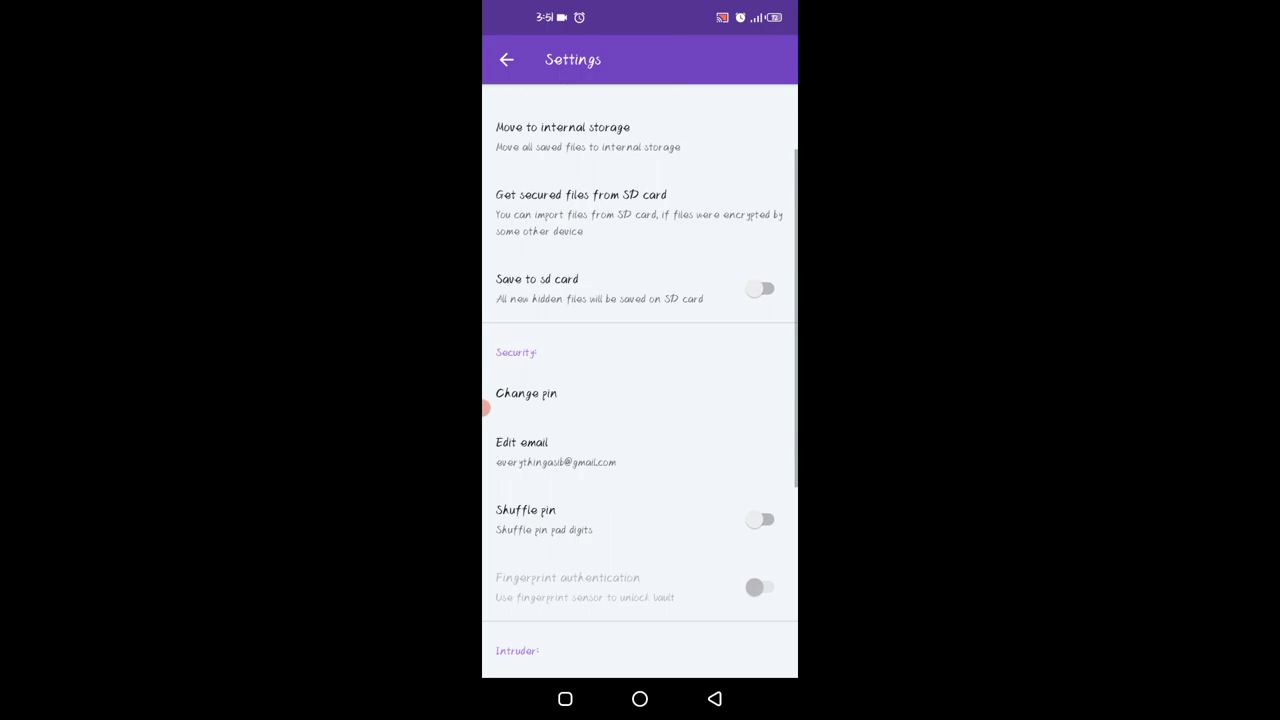 3:51
72
Settings
Move to internal storage
Move all saved files to internal storage
Get secured files from SD card
You can import files from SD card, if files were encrypted by
some other device
Save to sd card
All new hidden files will be saved on SD card
Security:
Change pin
Edit email
everythingasib@gmail.com
Shuffle pin
Shuffle pin pad digits
Fingerprint authentication
Use fingerprint sensor to unlock Vault
Intruder: